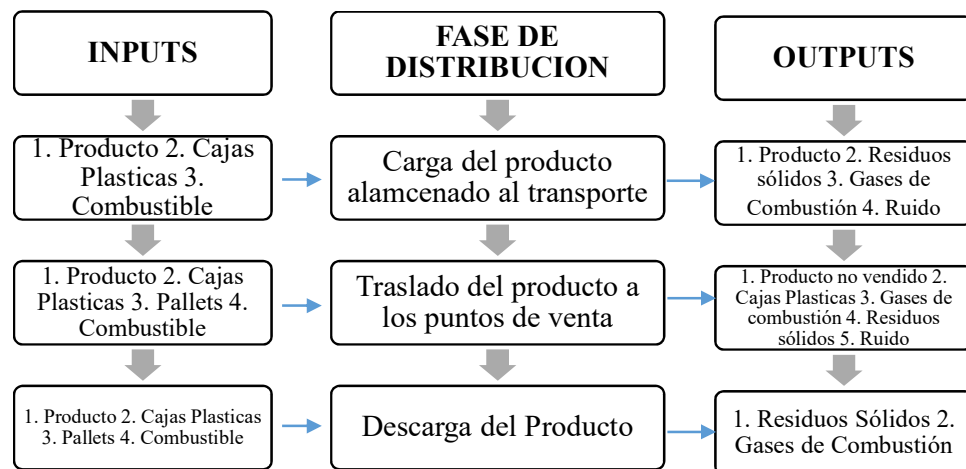 INPUTS
FASE DE
DISTRIBUCION
OUTPUTS
1. Producto 2. Cajas
Plasticas 3.
Combustible
Carga del producto
alamcenado al transporte
1. Producto 2. Residuos
sólidos 3. Gases de
Combustión 4. Ruido
1. Producto 2. Cajas
Plasticas 3. Pallets 4.
Combustible
Traslado del producto a
los puntos de venta
1. Producto no vendido 2.
Cajas Plasticas 3. Gases de
combustión 4. Residuos
sólidos 5. Ruido
1. Producto 2. Cajas Plasticas
3. Pallets 4. Combustible
Descarga del Producto
1. Residuos Sólidos 2.
Gases de Combustión